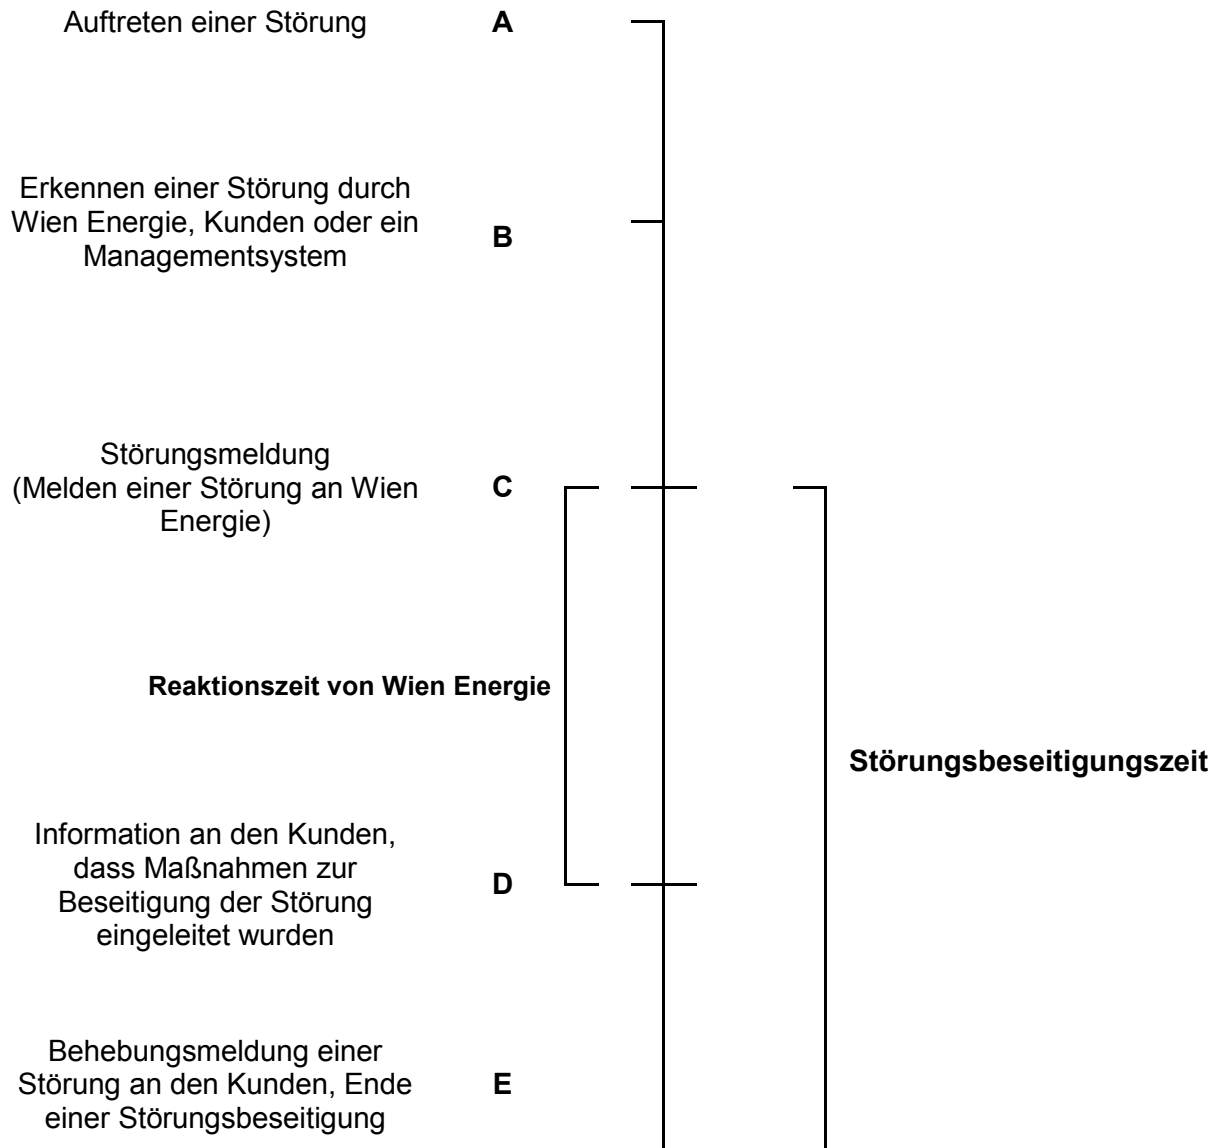 Auftreten einer Störung
A
Erkennen einer Störung durch
Wien Energie, Kunden oder ein
Managementsystem
B
Störungsmeldung
(Melden einer Störung an Wien
Energie)
C
Reaktionszeit von Wien Energie
Störungsbeseitigungszeit
Information an den Kunden,
dass Maßnahmen zur
Beseitigung der Störung
eingeleitet wurden
D
Behebungsmeldung einer
Störung an den Kunden, Ende
einer Störungsbeseitigung
E